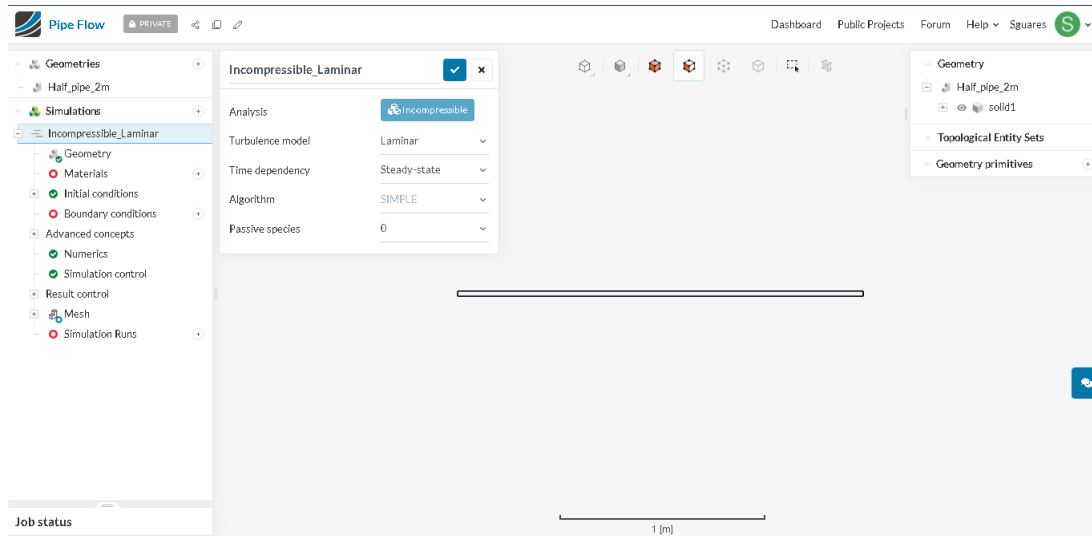 Pipe Flow
PRIVATE
Dashboard Public Projects Forum Help Sguares S
Geometries
Half_pipe_2m
Simulations
Incompressible_Laminar
Geometry
Materials
Initial conditions
Boundary conditions
Advanced concepts
Numerics
Simulation control
Result control
Mesh
Simulation Runs
Job status
Incompressible_Laminar
Analysis Incompressible
Turbulence model Laminar
Time dependency Steady-state
Algorithm SIMPLE
Passive species 0
1 [m]
Geometry
Half_pipe_2m
solid1
Topological Entity Sets
Geometry primitives